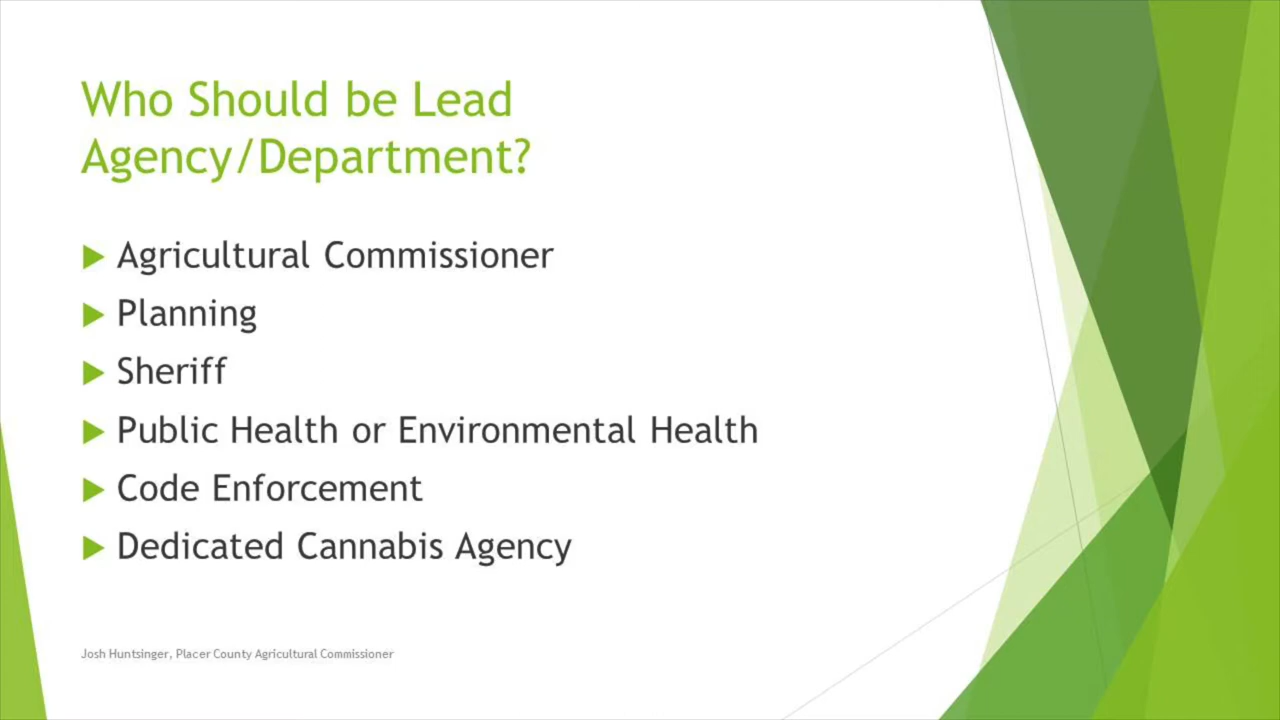 Who Should be Lead
Agency/Department?
Agricultural Commissioner
Planning
Sheriff
Public Health or Environmental Health
Code Enforcement
Dedicated Cannabis Agency
Josh Huntsinger, Placer County Agricultural Commissioner